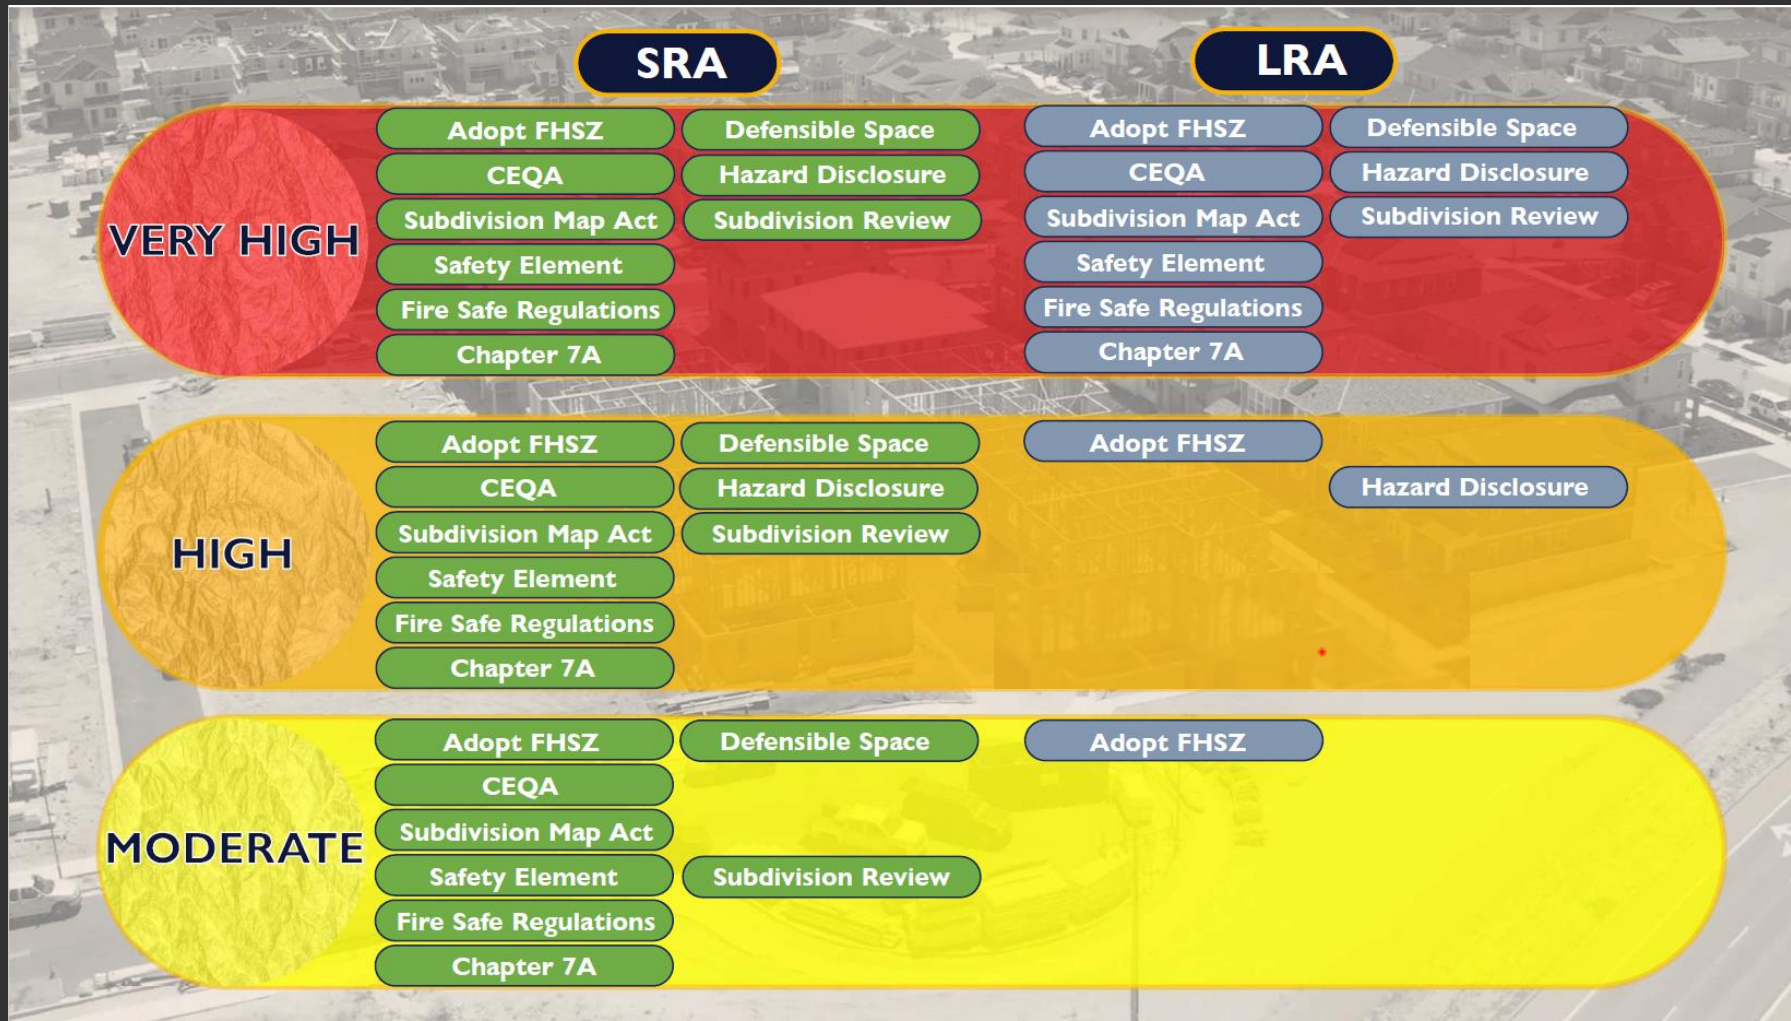 SRA
LRA
VERY HIGH
Adopt FHSZ
Defensible Space
Adopt FHSZ
Defensible Space
CEQA
Hazard Disclosure
CEQA
Hazard Disclosure
Subdivision Map Act
Subdivision Review
Subdivision Map Act
Subdivision Review
Safety Element
Safety Element
Fire Safe Regulations
Fire Safe Regulations
Chapter 7A
Chapter 7A
HIGH
Adopt FHSZ
Defensible Space
Adopt FHSZ
CEQA
Hazard Disclosure
Hazard Disclosure
Subdivision Map Act
Subdivision Review
Safety Element
Fire Safe Regulations
Chapter 7A
MODERATE
Adopt FHSZ
Defensible Space
Adopt FHSZ
CEQA
Subdivision Map Act
Safety Element
Subdivision Review
Fire Safe Regulations
Chapter 7A